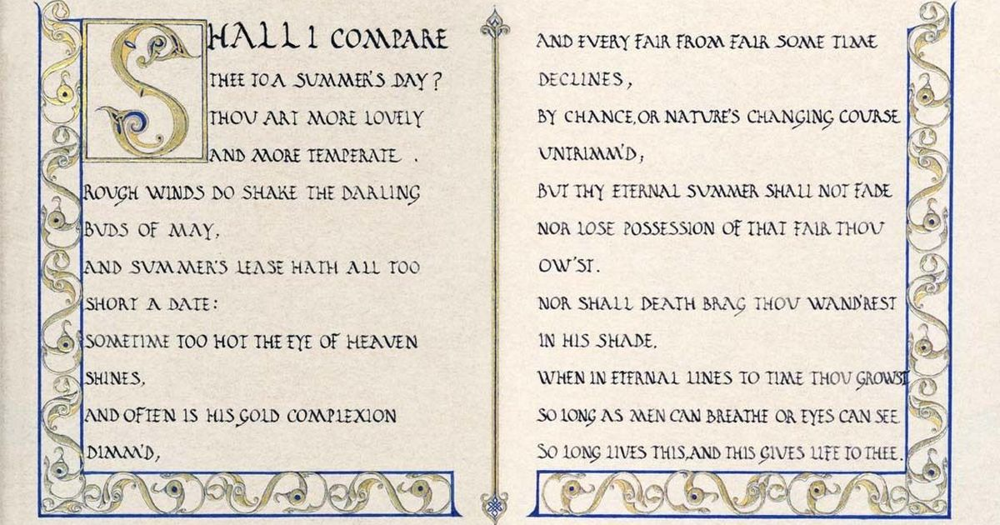 SHALL I COMPARE
THEE TO A SUMMER'S DAY?
THOU ART MORE LOVELY
AND MORE TEMPERATE .
ROUGH WINDS DO SHAKE THE DARLING
BUDS OF MAY,
AND SUMMER'S LEASE HATH ALL TOO
SHORT A DATE:
SOMETIME TOO HOT THE EYE OF HEAVEN
SHINES,
AND OFTEN IS HIS GOLD COMPLEXION
DIMM'D,
AND EVERY FAIR FROM FAIR SOME TIME
DECLINES,
BY CHANCE, OR NATURE'S CHANGING COURSE
UNTRIMM'D;
BUT THY ETERNAL SUMMER SHALL NOT FADE
NOR LOSE POSSESSION OF THAT FAIR THOU
OW'ST.
NOR SHALL DEATH BRAG THOU WAND'REST
IN HIS SHADE.
WHEN IN ETERNAL LINES TO TIME THOU GROWST
SO LONG AS MEN CAN BREATHE OR EYES CAN SEE
SO LONG LIVES THIS, AND THIS GIVES LIFE TO THEE.